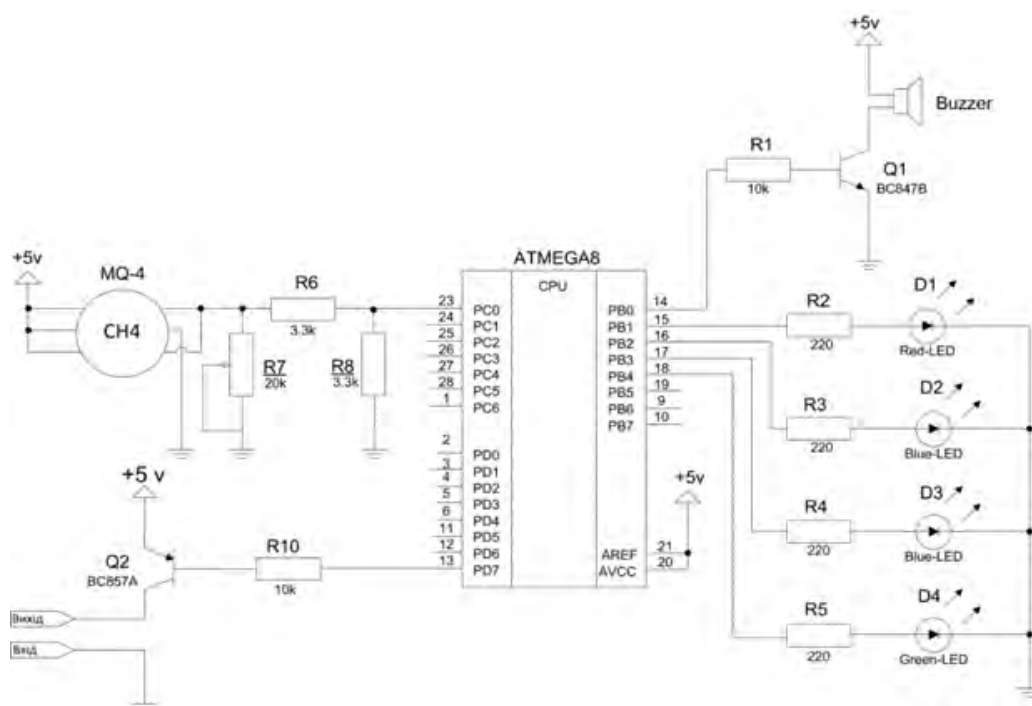 +5v
Buzzer
R1
10k
Q1
BC847B
+5v
MQ-4
CH4
R6
3.3k
R7
20k
R8
3.3k
ATMEGA8
CPU
23 PC0
24 PC1
25 PC2
26 PC3
27 PC4
28 PC5
1 PC6
2 PD0
3 PD1
4 PD2
5 PD3
6 PD4
11 PD5
12 PD6
13 PD7
PB0 14
PB1 15
PB2 16
PB3 17
PB4 18
PB5 19
PB6 9
PB7 10
AREF 21
AVCC 20
+5v
R2
220
D1
Red-LED
R3
220
D2
Blue-LED
R4
220
D3
Blue-LED
R5
220
D4
Green-LED
+5 v
Q2
BC857A
R10
10k
Вихід
Вхід